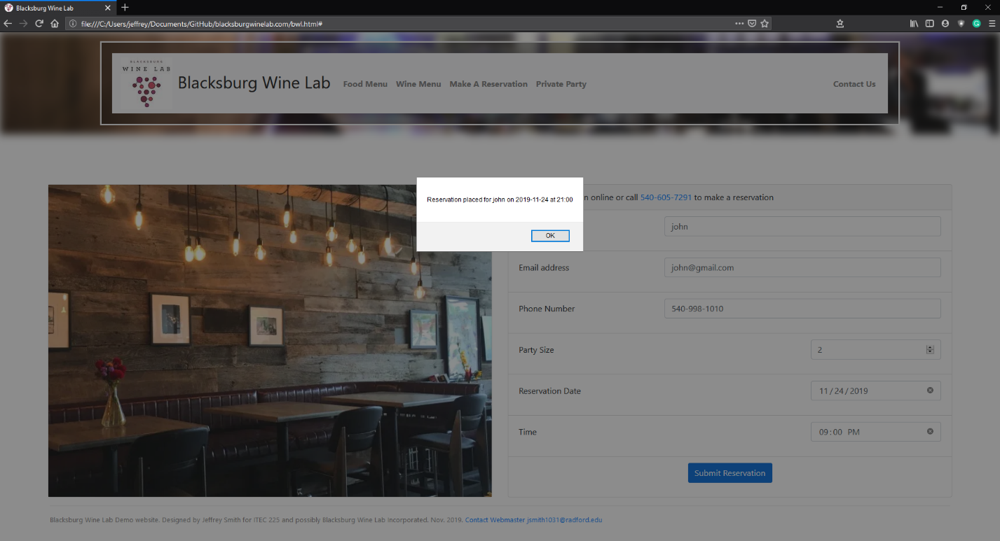 Blacksburg Wine Lab
file:///C:/Users/jeffrey/Documents/GitHub/blacksburgwinelab.com/bwl.html#
BLACKSBURG
WINE LAB
Blacksburg Wine Lab
Food Menu
Wine Menu
Make A Reservation
Private Party
Contact Us
Reservation placed for john on 2019-11-24 at 21:00
OK
online or call 540-605-7291 to make a reservation
john
Email address
john@gmail.com
Phone Number
540-998-1010
Party Size
2
Reservation Date
11/24/2019
Time
09:00 PM
Submit Reservation
Blacksburg Wine Lab Demo website. Designed by Jeffrey Smith for ITEC 225 and possibly Blacksburg Wine Lab Incorporated. Nov. 2019. Contact Webmaster jsmith1031@radford.edu